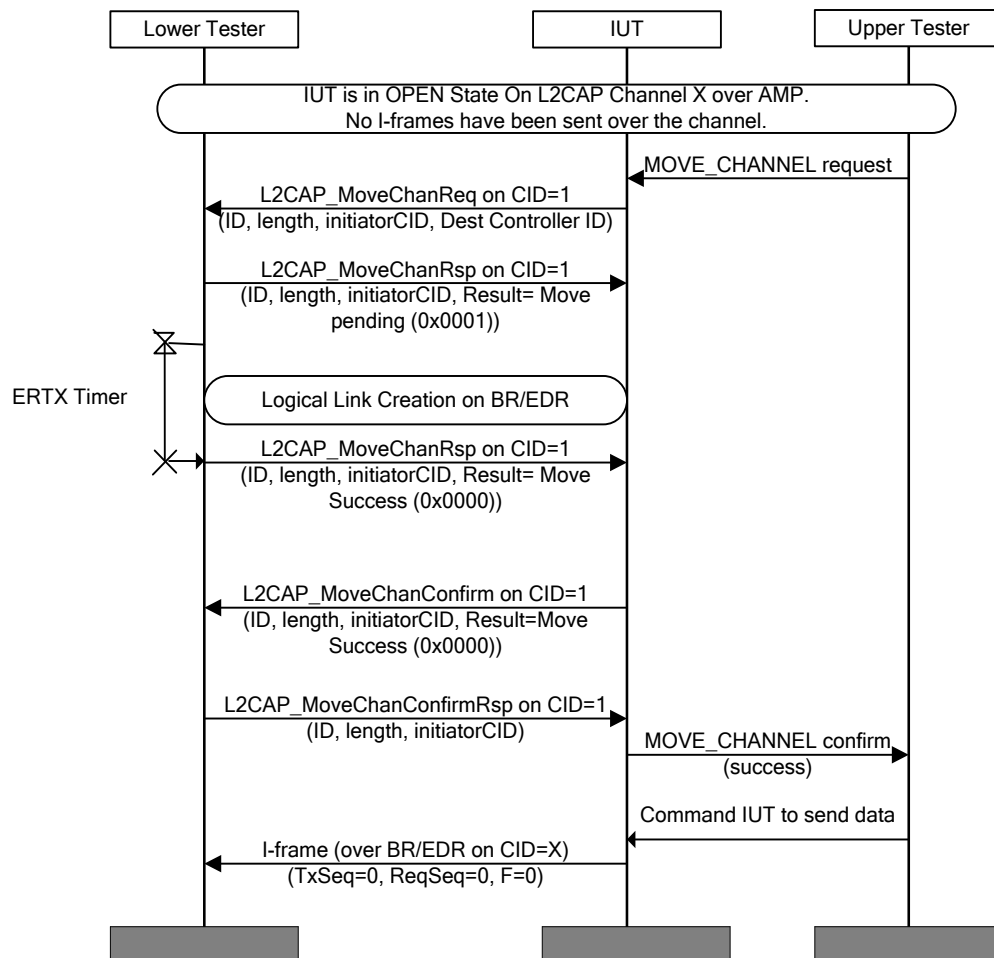 Lower Tester
IUT
Upper Tester
IUT is in OPEN State On L2CAP Channel X over AMP.
No I-frames have been sent over the channel.
MOVE_CHANNEL request
L2CAP_MoveChanReq on CID=1
(ID, length, initiatorCID, Dest Controller ID)
L2CAP_MoveChanRsp on CID=1
(ID, length, initiatorCID, Result= Move
pending (0x0001))
ERTX Timer
Logical Link Creation on BR/EDR
L2CAP_MoveChanRsp on CID=1
(ID, length, initiatorCID, Result= Move
Success (0x0000))
L2CAP_MoveChanConfirm on CID=1
(ID, length, initiatorCID, Result=Move
Success (0x0000))
L2CAP_MoveChanConfirmRsp on CID=1
(ID, length, initiatorCID)
MOVE_CHANNEL confirm
(success)
Command IUT to send data
I-frame (over BR/EDR on CID=X)
(TxSeq=0, ReqSeq=0, F=0)